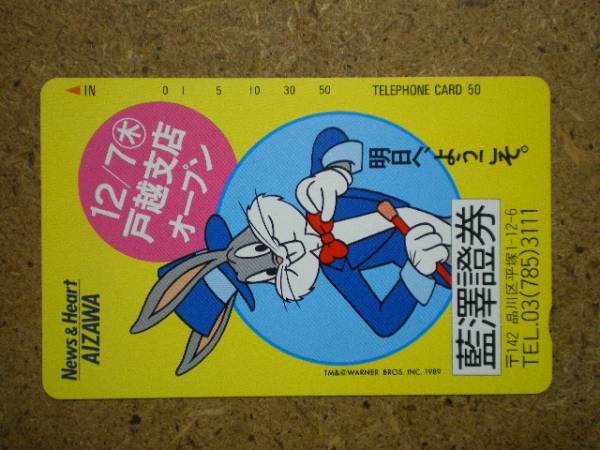 ◀IN 0 1 5 10 30 50 TELEPHONE CARD 50
12/7㊍
戸越支店
オープン
明日へようこそ。
News & Heart
AIZAWA
藍澤證券
〒142 品川区平塚1-12-6
TEL.03(785)3111
TM&©WARNER BROS. INC. 1989